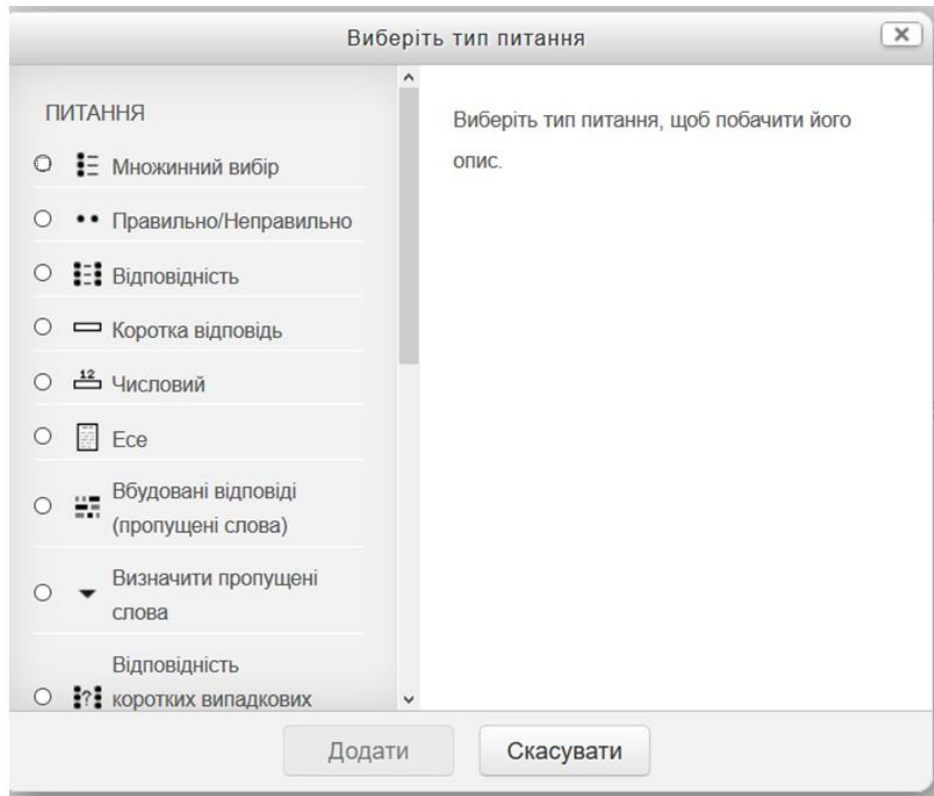 Виберіть тип питання
ПИТАННЯ
Множинний вибір
Правильно/Неправильно
Відповідність
Коротка відповідь
12
Числовий
Есе
Вбудовані відповіді
(пропущені слова)
Визначити пропущені
слова
Відповідність
?
коротких випадкових
Виберіть тип питання, щоб побачити його
опис.
Додати
Скасувати